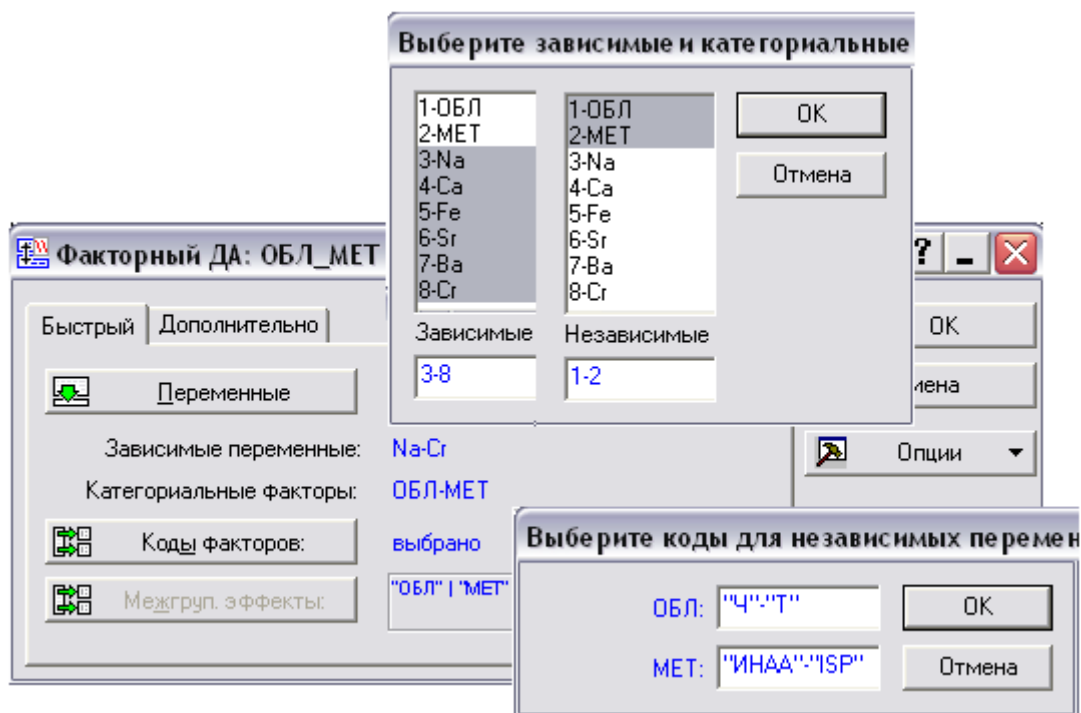 Выберите зависимые и категориальные
1-ОБЛ
2-МЕТ
3-Na
4-Ca
5-Fe
6-Sr
7-Ba
8-Cr
1-ОБЛ
2-МЕТ
3-Na
4-Ca
5-Fe
6-Sr
7-Ba
8-Cr
OK
Отмена
Зависимые
Независимые
3-8
1-2
Факторный ДА: ОБЛ_МЕТ
?
Быстрый
Дополнительно
OK
мена
Переменные
Зависимые переменные:
Na-Cr
Опции
Категориальные факторы:
ОБЛ-МЕТ
Коды факторов:
выбрано
Межгруп. эффекты:
"ОБЛ" | "МЕТ"
Выберите коды для независимых перемен
ОБЛ:
"Ч"-"Т"
OK
МЕТ:
"ИНАА"-"ISP"
Отмена